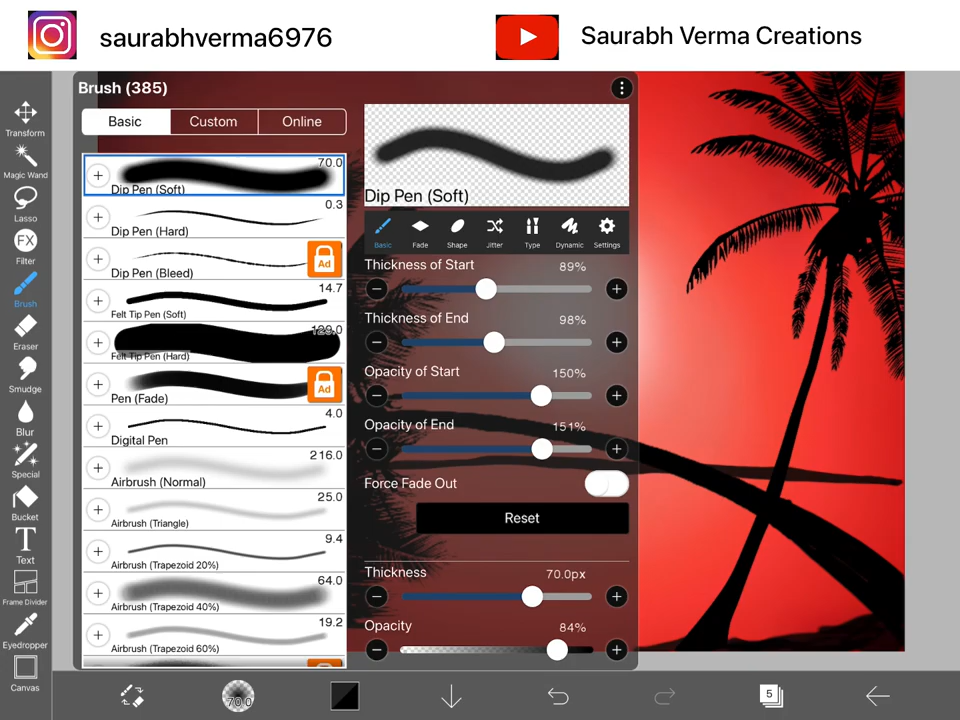 saurabhverma6976
Saurabh Verma Creations
Brush (385)
Basic
Custom
Online
70.0
Dip Pen (Soft)
0.3
Dip Pen (Hard)
Dip Pen (Bleed)
Ad
14.7
Felt Tip Pen (Soft)
129.0
Felt Tip Pen (Hard)
Pen (Fade)
Ad
4.0
Digital Pen
216.0
Airbrush (Normal)
25.0
Airbrush (Triangle)
9.4
Airbrush (Trapezoid 20%)
64.0
Airbrush (Trapezoid 40%)
19.2
Airbrush (Trapezoid 60%)
Dip Pen (Soft)
Basic
Fade
Shape
Jitter
Type
Dynamic
Settings
Thickness of Start
89%
Thickness of End
98%
Opacity of Start
150%
Opacity of End
151%
Force Fade Out
Reset
Thickness
70.0px
Opacity
84%
Transform
Magic Wand
Lasso
FX
Filter
Brush
Eraser
Smudge
Blur
Special
Bucket
T
Text
Frame Divider
Eyedropper
Canvas
70.0
5